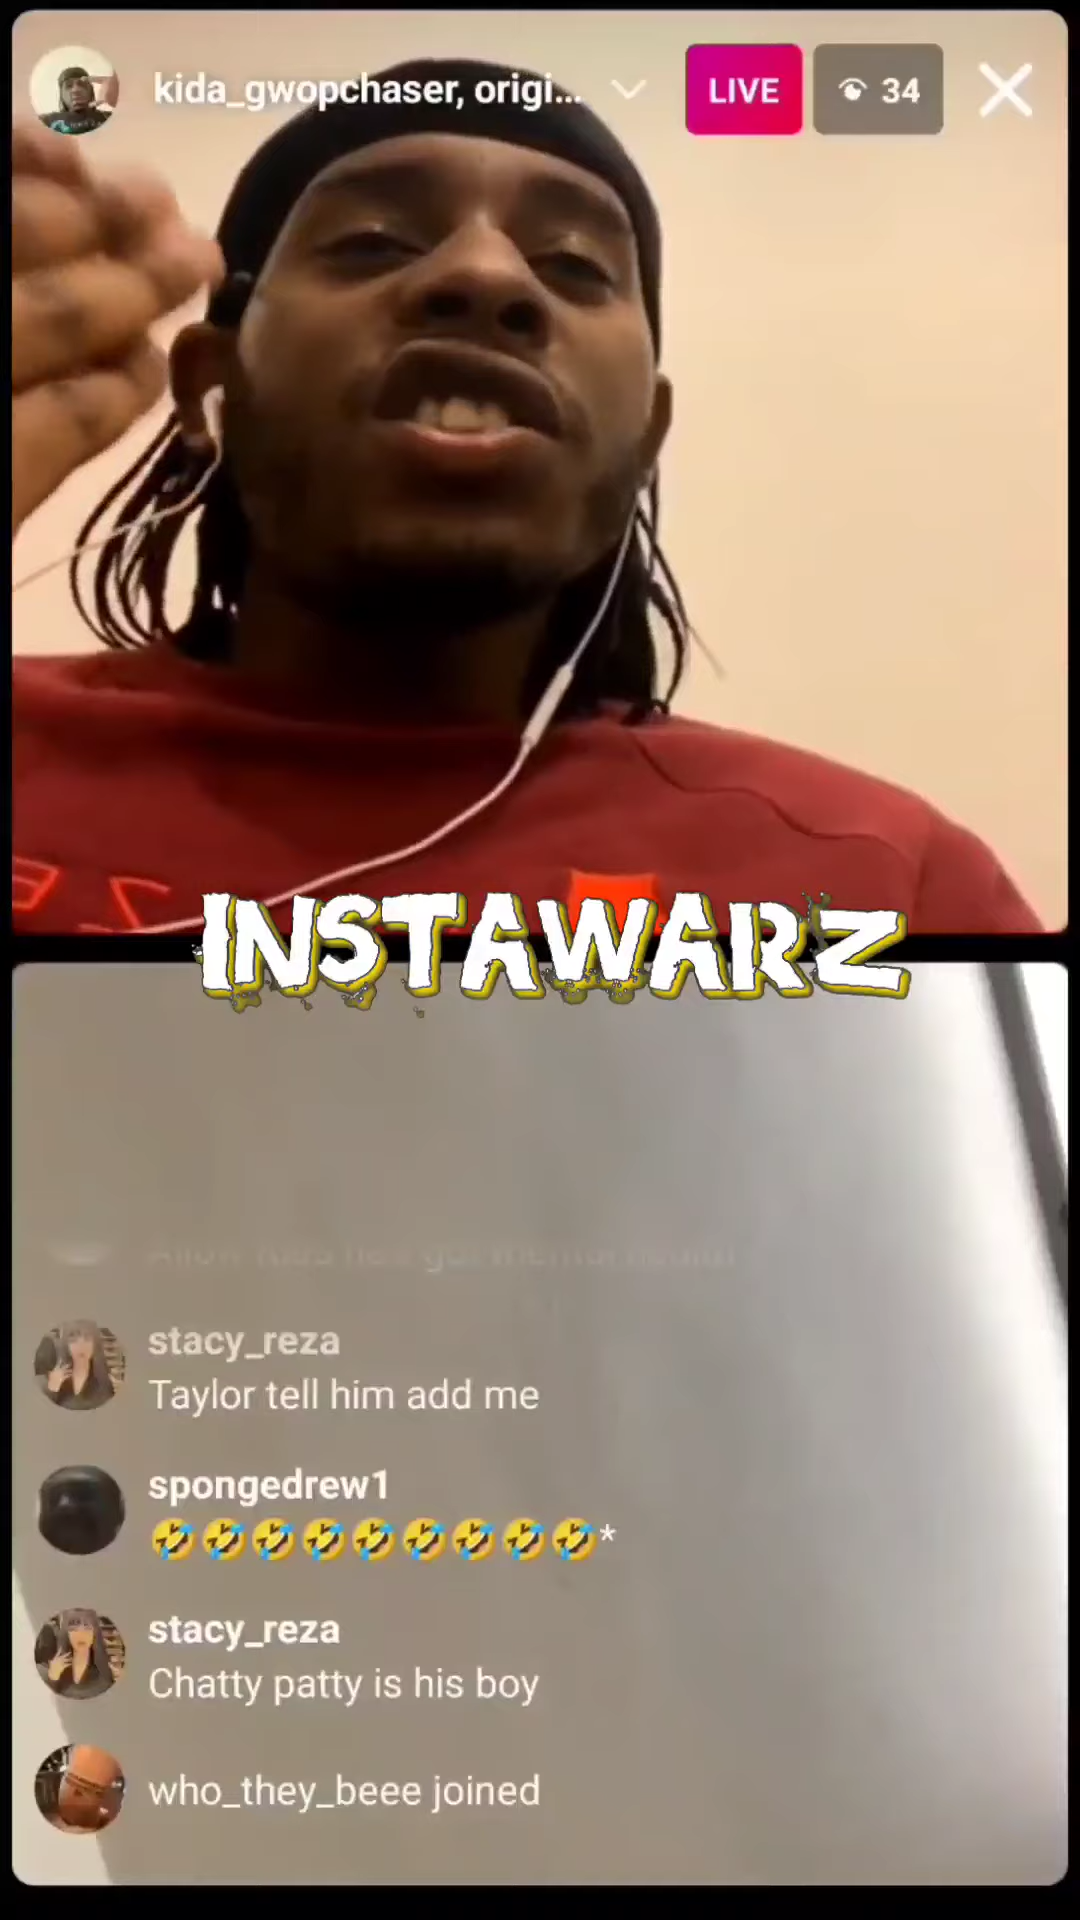 kida_gwopchaser, origi...
LIVE
34
INSTAWARZ
stacy_reza
Taylor tell him add me
spongedrew1
🤣🤣🤣🤣🤣🤣🤣🤣🤣*
stacy_reza
Chatty patty is his boy
who_they_beee joined